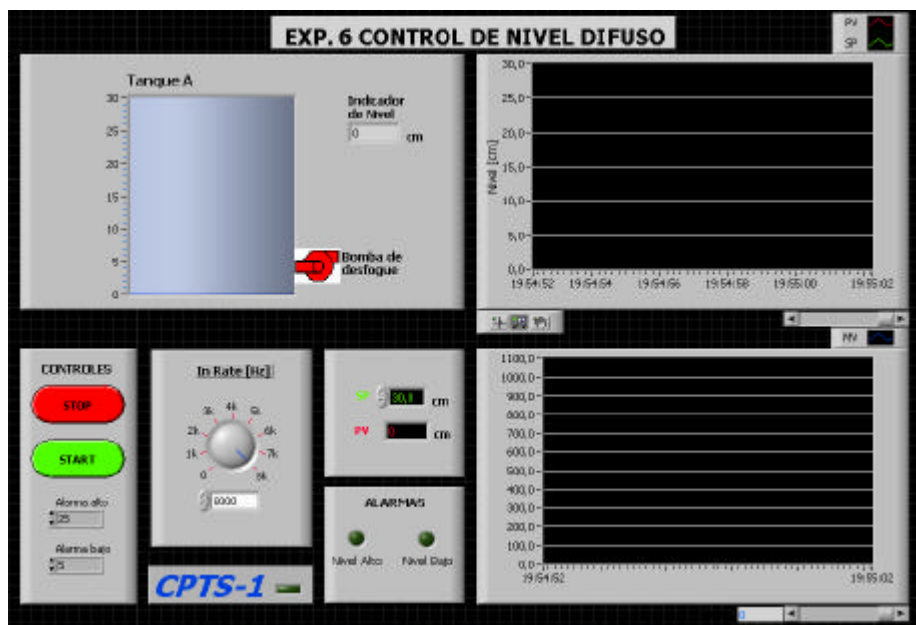 EXP. 6 CONTROL DE NIVEL DIFUSO
PV
SP
Tanque A
30
25
20
15
10
5
0
Indicador
de Nivel
0 cm
Bomba de
desfogue
Nivel [cm]
30,0
25,0
20,0
15,0
10,0
5,0
0,0
19:54:52 19:54:54 19:54:56 19:54:58 19:55:00 19:55:02
CONTROLES
STOP
START
Alarma alto
25
Alarma bajo
5
In Rate [Hz]
0 1k 2k 3k 4k 5k 6k 7k 8k
8000
CPTS-1
SP 30,0 cm
PV 0 cm
ALARMAS
Nivel Alto Nivel Bajo
MV
1100,0
1000,0
900,0
800,0
700,0
600,0
500,0
400,0
300,0
200,0
100,0
0,0
19:54:52 19:55:02
0